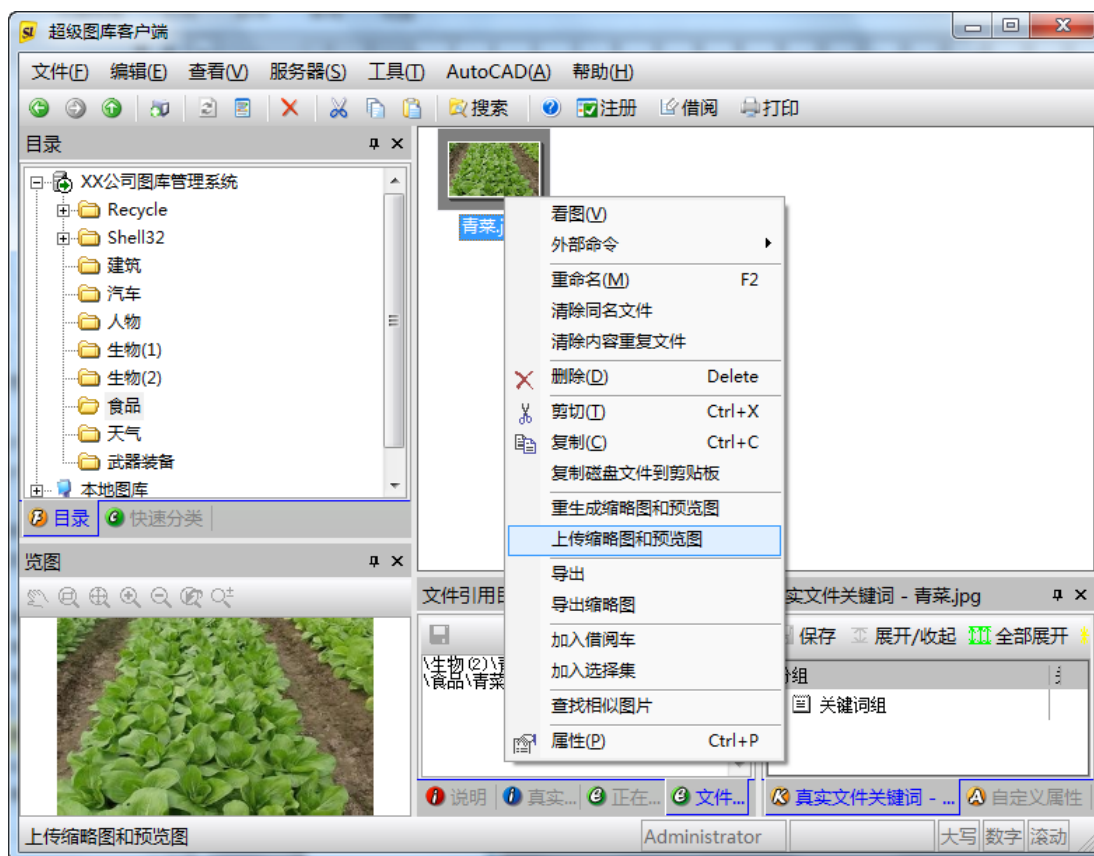 SL 超级图库客户端
文件(F) 编辑(E) 查看(V) 服务器(S) 工具(T) AutoCAD(A) 帮助(H)
搜索 注册 借阅 打印
目录
XX公司图库管理系统
Recycle
Shell32
建筑
汽车
人物
生物(1)
生物(2)
食品
天气
武器装备
本地图库
目录 快速分类
青菜.j
看图(V)
外部命令
重命名(M) F2
清除同名文件
清除内容重复文件
删除(D) Delete
剪切(T) Ctrl+X
复制(C) Ctrl+C
复制磁盘文件到剪贴板
重生成缩略图和预览图
上传缩略图和预览图
导出
导出缩略图
加入借阅车
加入选择集
查找相似图片
属性(P) Ctrl+P
览图
文件引用
\生物(2)\
\食品\青菜
说明 真实... 正在... 文件...
实文件关键词 - 青菜.jpg
保存 展开/收起 全部展开
组
关键词组
真实文件关键词 - ... 自定义属性
上传缩略图和预览图 Administrator 大写 数字 滚动